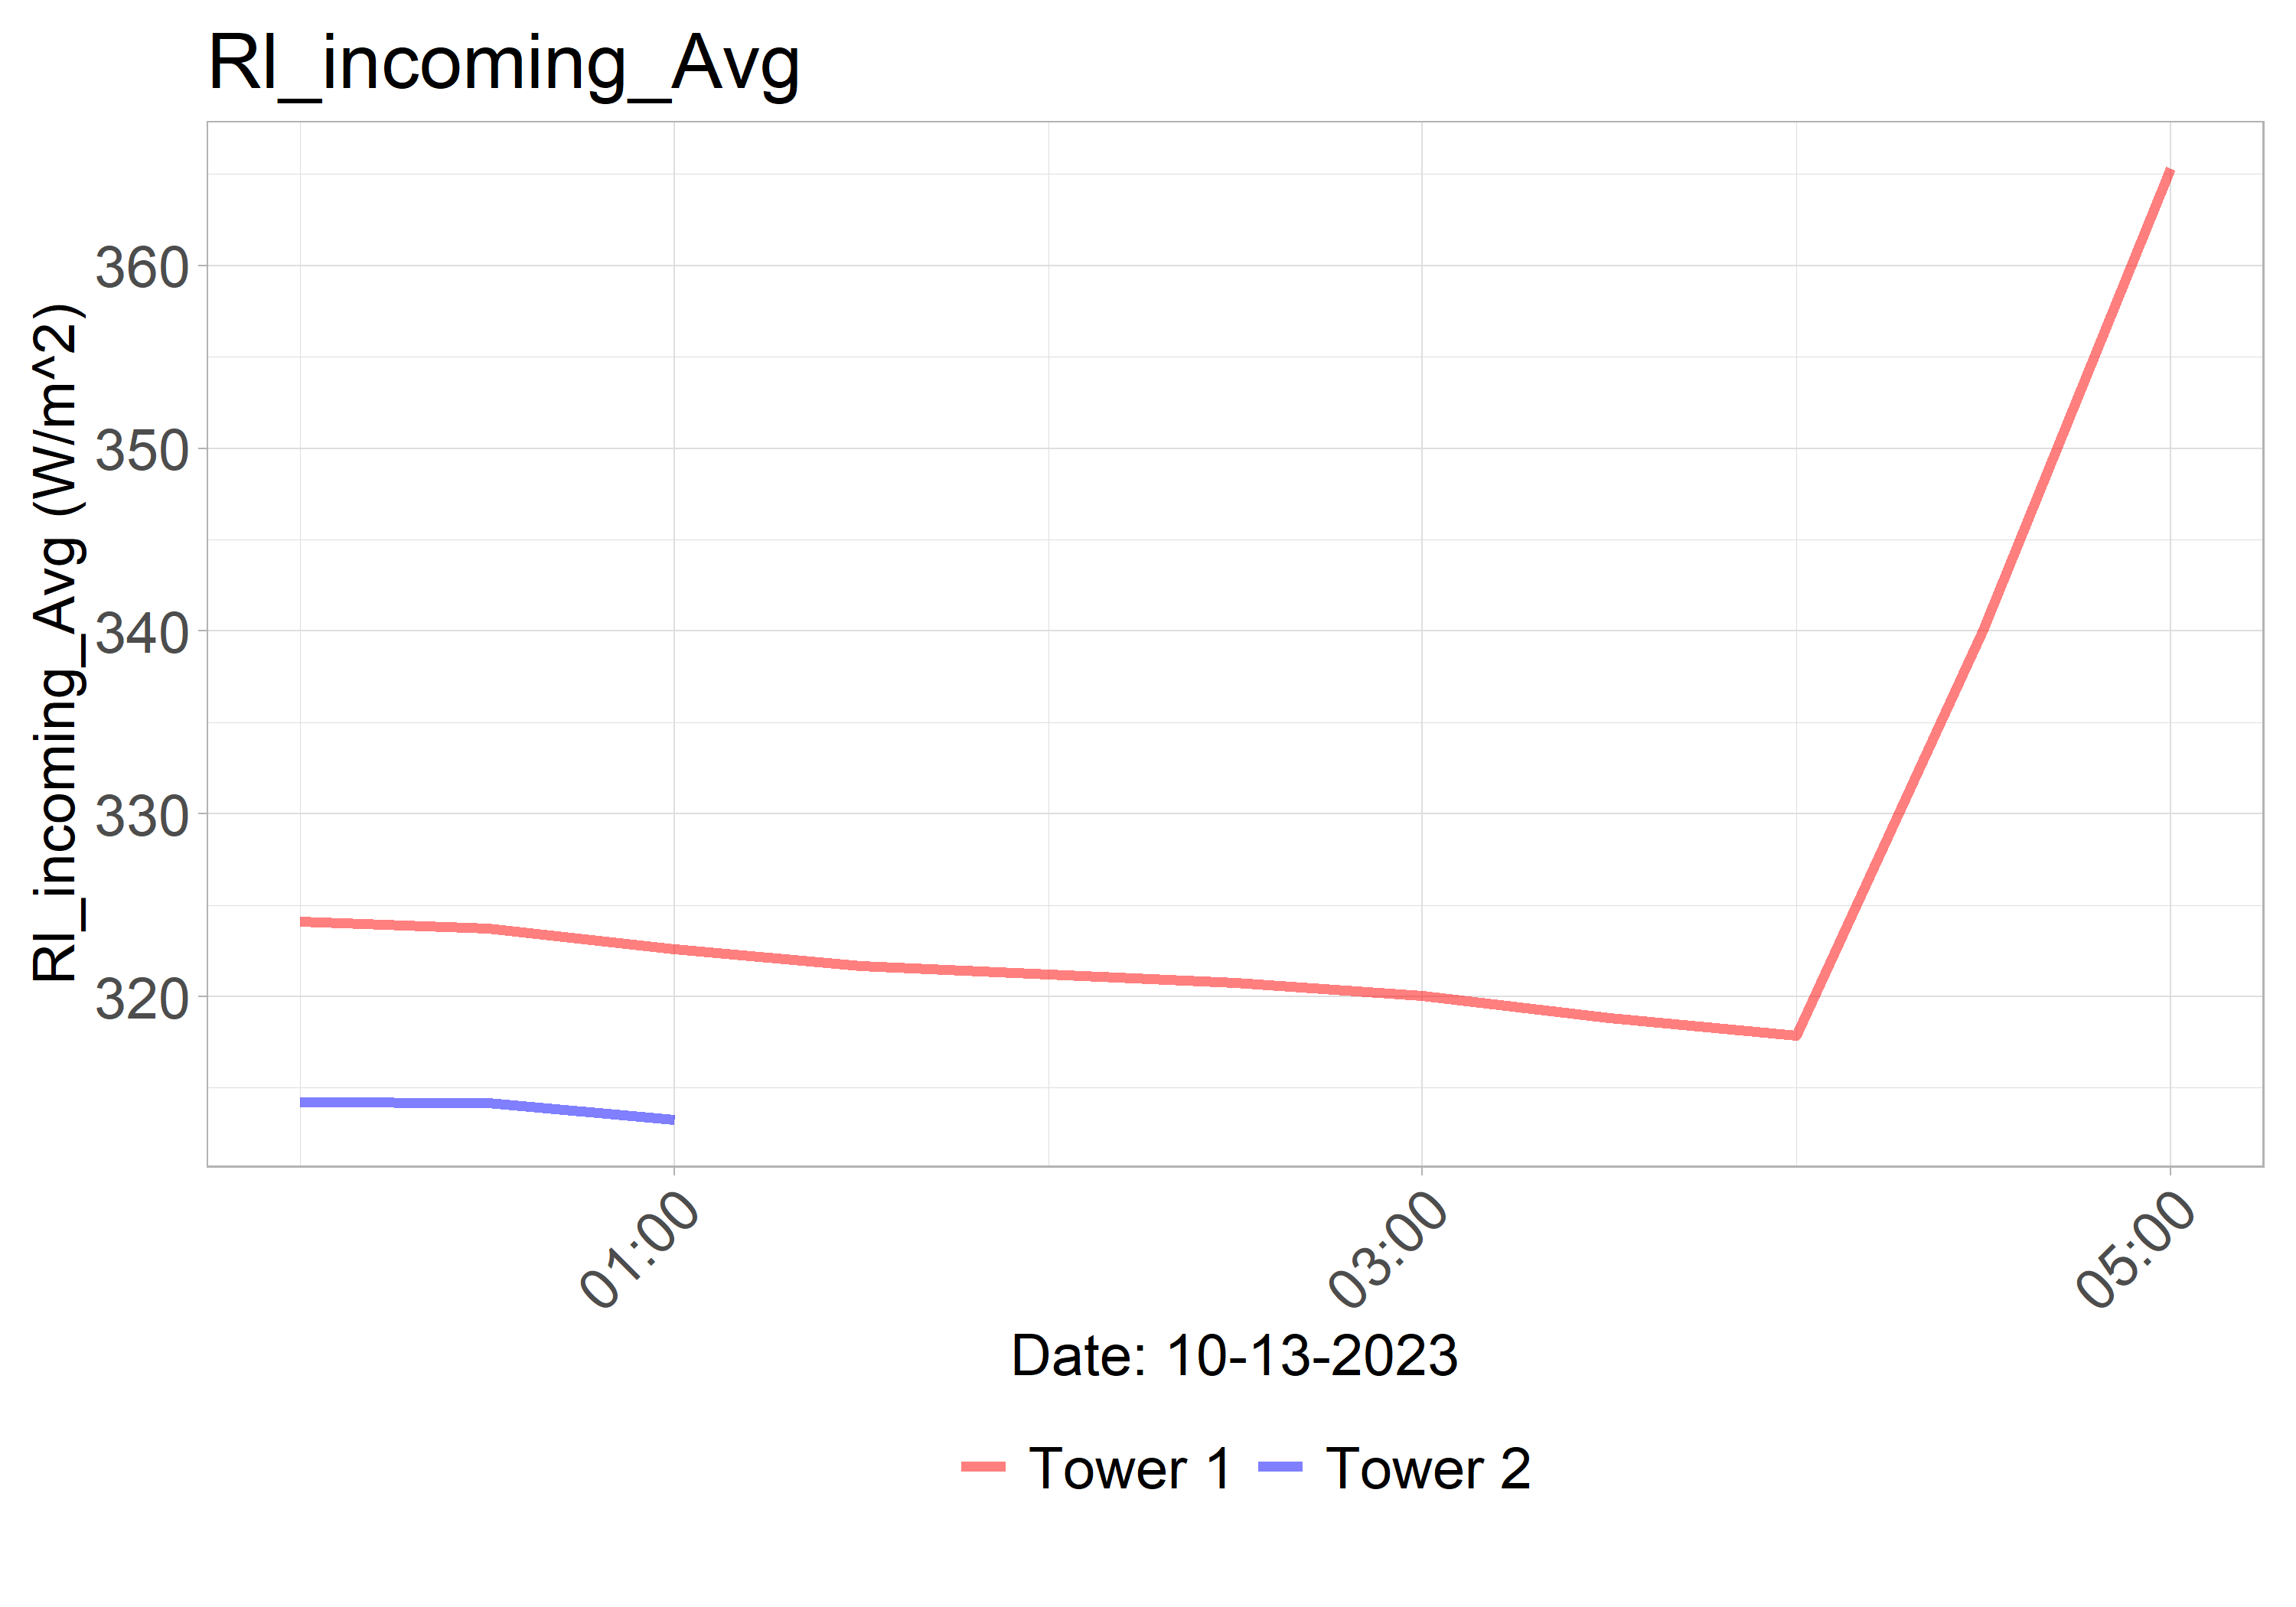 Rl_incoming_Avg
Rl_incoming_Avg (W/m^2)
360
350
340
330
320
01:00
03:00
05:00
Date: 10-13-2023
Tower 1
Tower 2